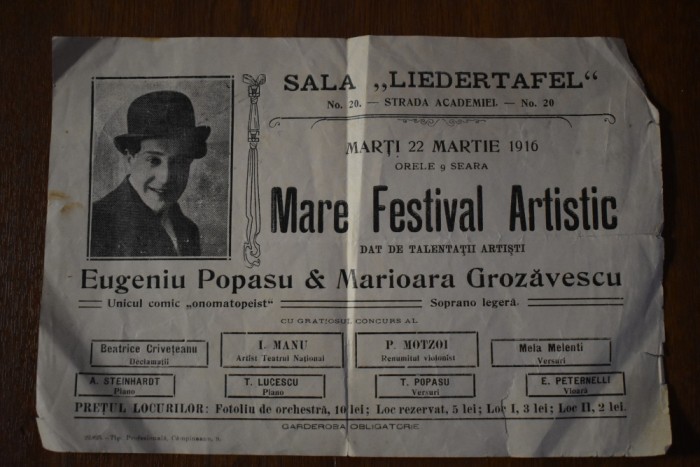 SALA „LIEDERTAFEL“
No. 20. — STRADA ACADEMIEI. — No. 20
MARȚI 22 MARTIE 1916
ORELE 9 SEARA
Mare Festival Artistic
DAT DE TALENTAȚII ARTIȘTI
Eugeniu Popasu & Marioara Grozăvescu
Unicul comic „onomatopeist“ Soprano legeră.
CU GRAȚIOSUL CONCURS AL
Beatrice Crivețeanu
Declamații
I. MANU
Artist Teatrul Național
P. MOTZOI
Renumitul violonist
Mela Melenti
Versuri
A. STEINHARDT
Piano
T. LUCESCU
Piano
T. POPASU
Versuri
E. PETERNELLI
Vioară
PREȚUL LOCURILOR: Fotoliu de orchestră, 10 lei; Loc rezervat, 5 lei; Loc I, 3 lei; Loc II, 2 lei.
GARDEROBA OBLIGATORIE
Tip. Profesională, Câmpineanu, 9.